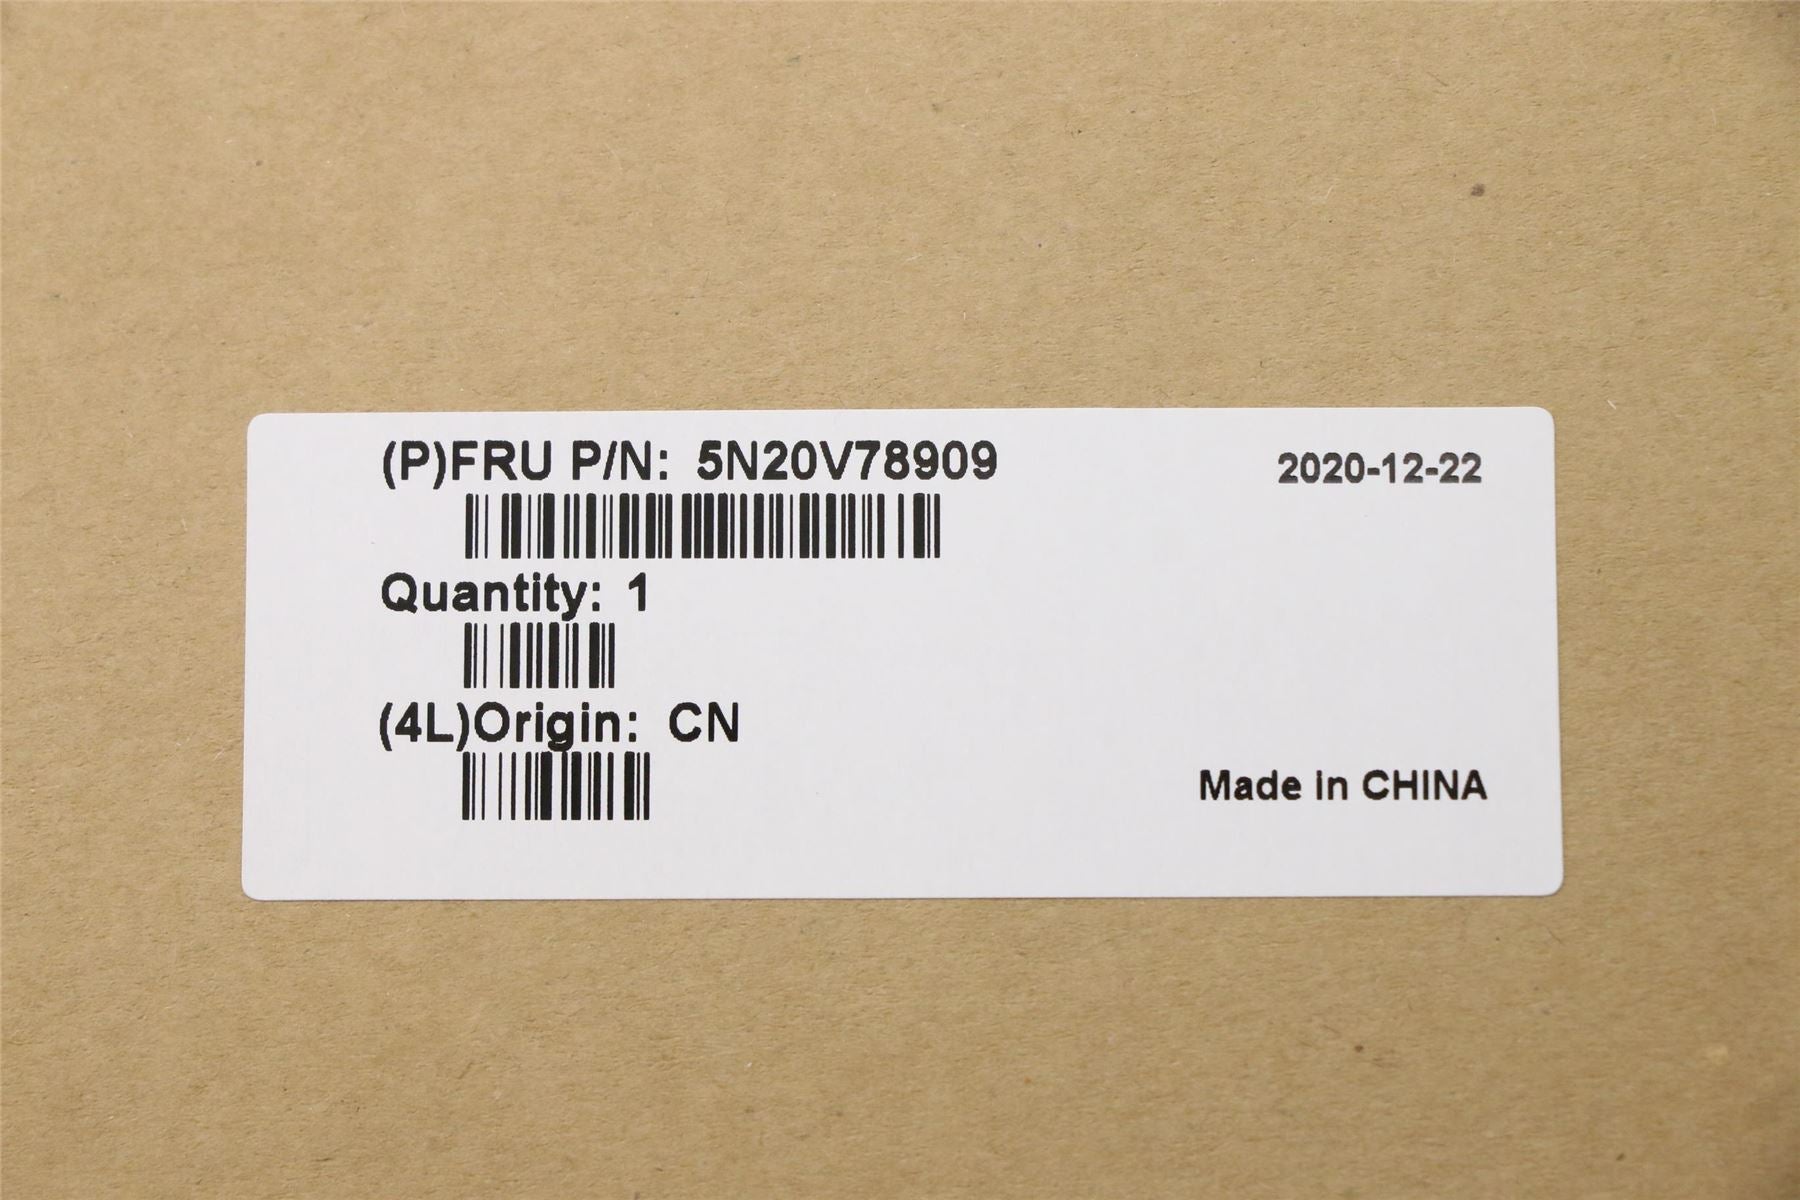 (P)FRU P/N: 5N20V78909
2020-12-22
Quantity: 1
(4L)Origin: CN
Made in CHINA